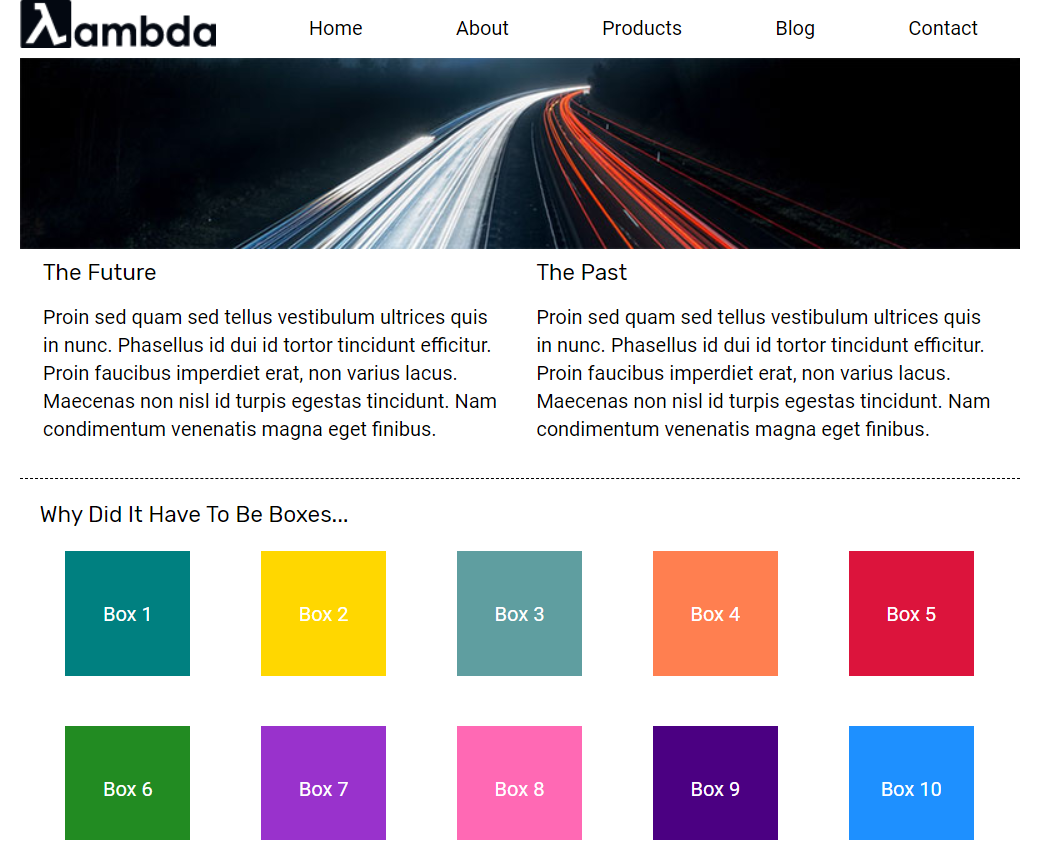 λambda
Home About Products Blog Contact
The Future
Proin sed quam sed tellus vestibulum ultrices quis
in nunc. Phasellus id dui id tortor tincidunt efficitur.
Proin faucibus imperdiet erat, non varius lacus.
Maecenas non nisl id turpis egestas tincidunt. Nam
condimentum venenatis magna eget finibus.
The Past
Proin sed quam sed tellus vestibulum ultrices quis
in nunc. Phasellus id dui id tortor tincidunt efficitur.
Proin faucibus imperdiet erat, non varius lacus.
Maecenas non nisl id turpis egestas tincidunt. Nam
condimentum venenatis magna eget finibus.
Why Did It Have To Be Boxes...
Box 1 Box 2 Box 3 Box 4 Box 5
Box 6 Box 7 Box 8 Box 9 Box 10